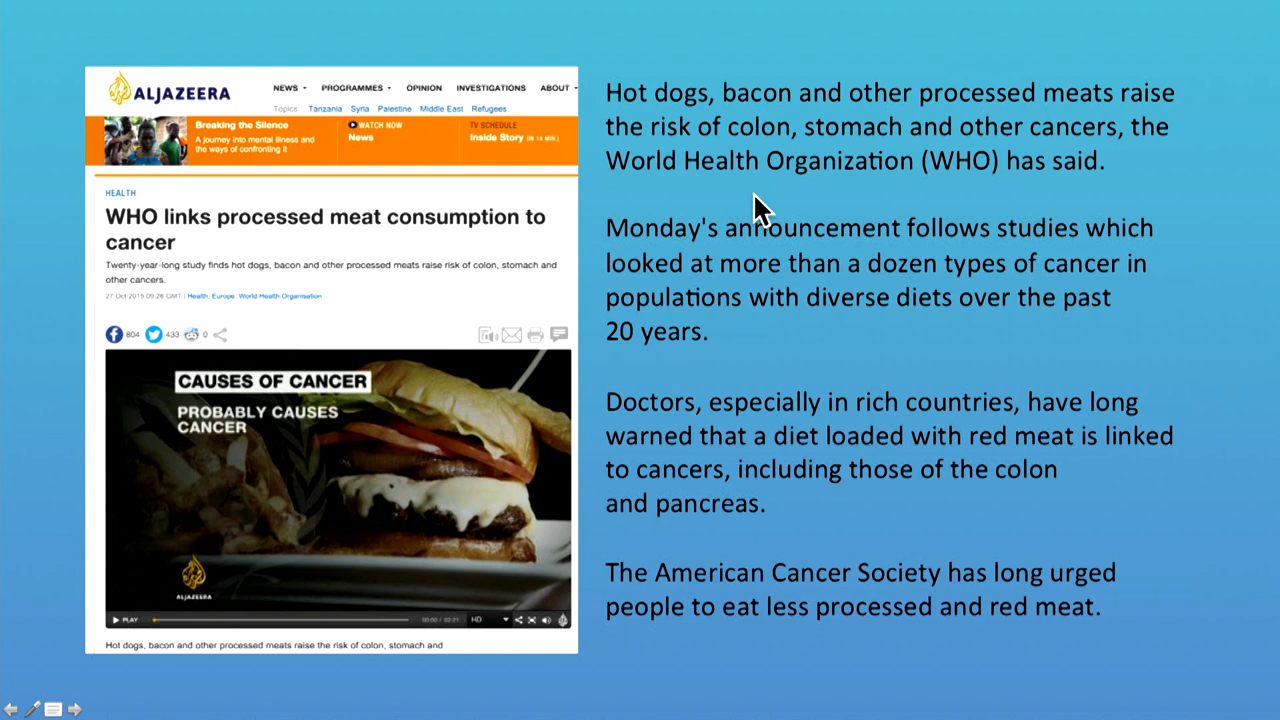 ALJAZEERA
NEWS PROGRAMMES OPINION INVESTIGATIONS ABOUT
Topics Tanzania Syria Palestine Middle East Refugees
Breaking the Silence
A journey into mental illness and
the ways of confronting it
WATCH NOW
News
TV SCHEDULE
Inside Story (IN 14 MIN.)
HEALTH
WHO links processed meat consumption to
cancer
Twenty-year-long study finds hot dogs, bacon and other processed meats raise risk of colon, stomach and
other cancers.
27 Oct 2015 09:26 GMT | Health, Europe, World Health Organisation
804 433 0
CAUSES OF CANCER
PROBABLY CAUSES
CANCER
ALJAZEERA
PLAY 00:00 / 02:21 HD
Hot dogs, bacon and other processed meats raise the risk of colon, stomach and
Hot dogs, bacon and other processed meats raise
the risk of colon, stomach and other cancers, the
World Health Organization (WHO) has said.
Monday's announcement follows studies which
looked at more than a dozen types of cancer in
populations with diverse diets over the past
20 years.
Doctors, especially in rich countries, have long
warned that a diet loaded with red meat is linked
to cancers, including those of the colon
and pancreas.
The American Cancer Society has long urged
people to eat less processed and red meat.